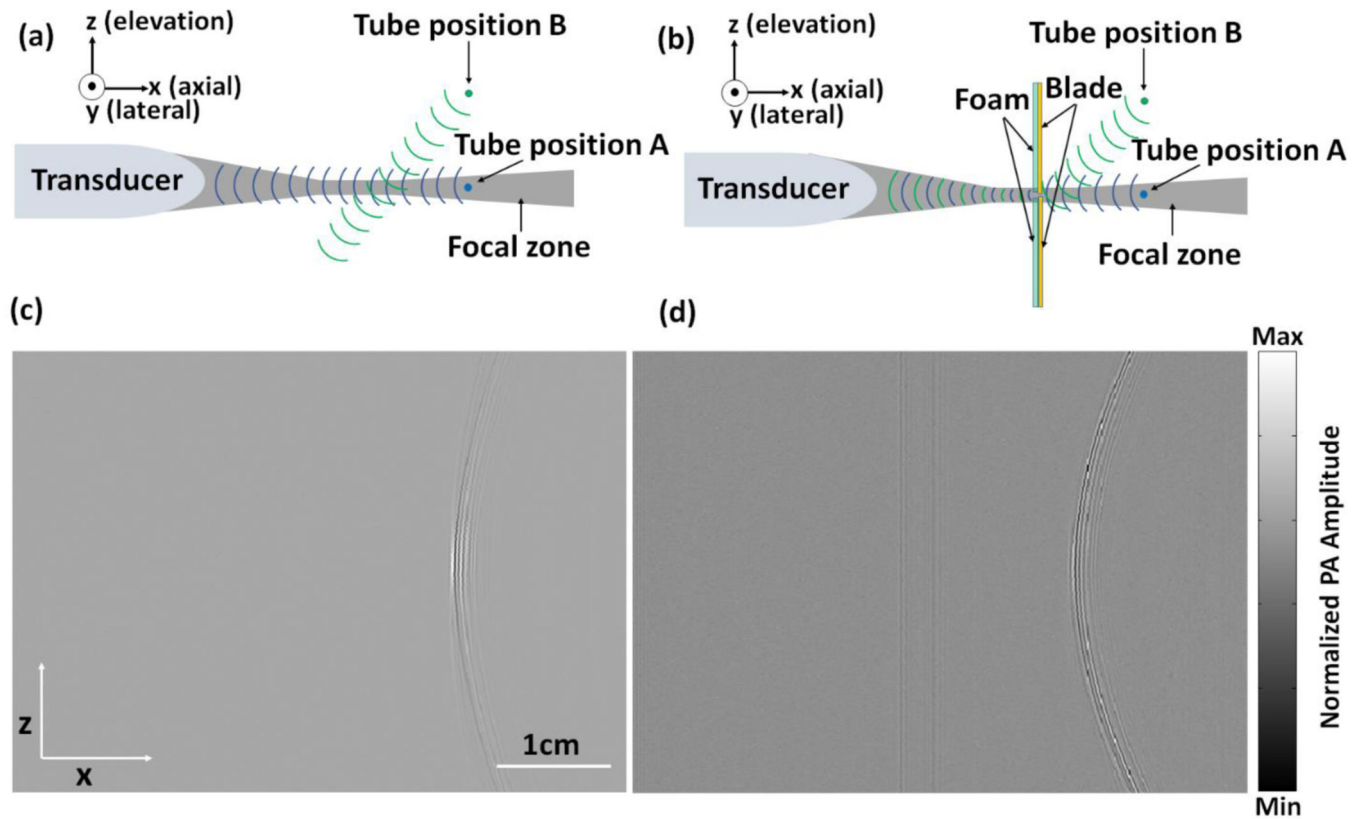 (a)
z (elevation)
x (axial)
y (lateral)
Tube position B
Tube position A
Transducer
Focal zone
(b)
z (elevation)
x (axial)
y (lateral)
Tube position B
Foam
Blade
Tube position A
Transducer
Focal zone
(c)
z
x
1cm
(d)
Max
Normalized PA Amplitude
Min